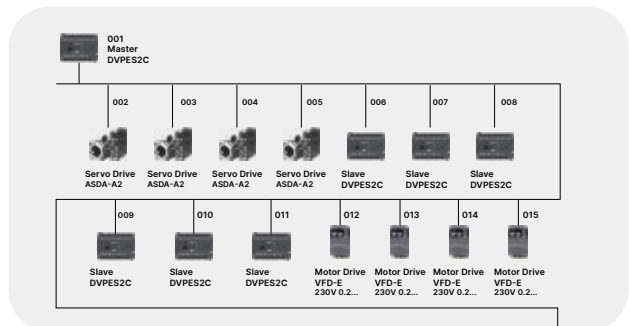 001
Master
DVPES2C
002
003
004
005
006
007
008
Servo Drive
ASDA-A2
Servo Drive
ASDA-A2
Servo Drive
ASDA-A2
Servo Drive
ASDA-A2
Slave
DVPES2C
Slave
DVPES2C
Slave
DVPES2C
009
010
011
012
013
014
015
Slave
DVPES2C
Slave
DVPES2C
Slave
DVPES2C
Motor Drive
VFD-E
230V 0.2...
Motor Drive
VFD-E
230V 0.2...
Motor Drive
VFD-E
230V 0.2...
Motor Drive
VFD-E
230V 0.2...